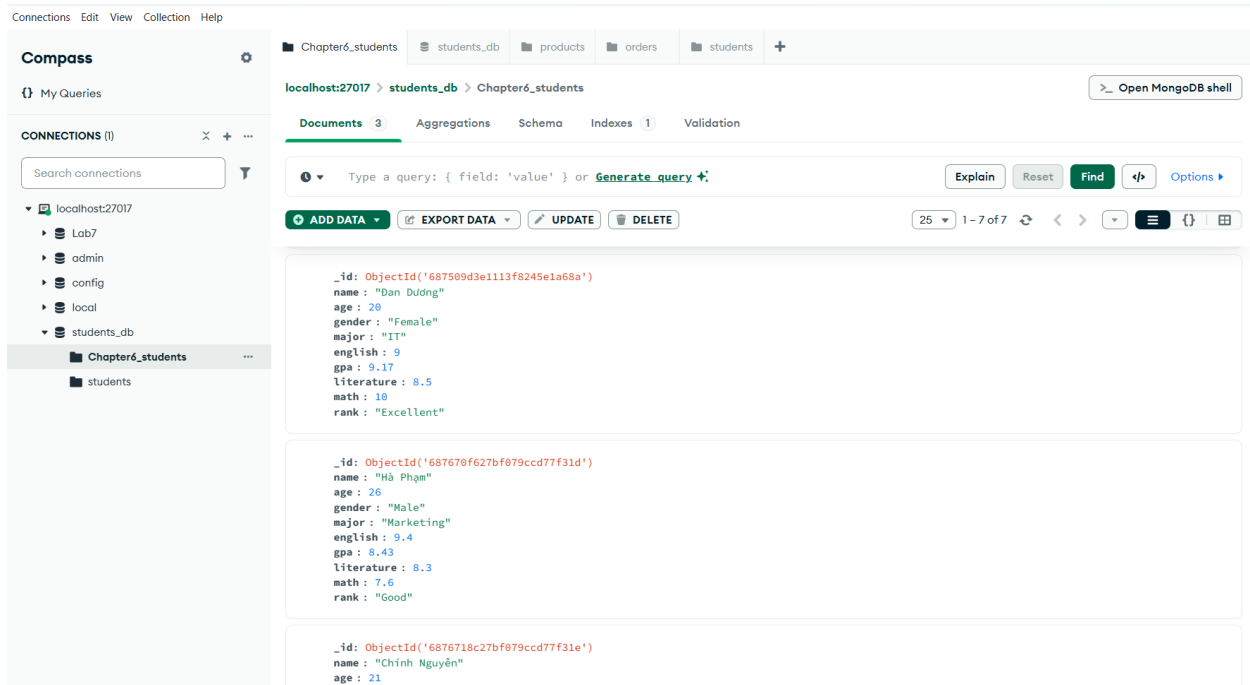 Connections Edit View Collection Help
Compass
{} My Queries
CONNECTIONS (1)
Search connections
localhost:27017
Lab7
admin
config
local
students_db
Chapter6_students
students
Chapter6_students students_db products orders students
localhost:27017 > students_db > Chapter6_students
>_ Open MongoDB shell
Documents 3 Aggregations Schema Indexes 1 Validation
Type a query: { field: 'value' } or Generate query
Explain Reset Find </> Options
ADD DATA EXPORT DATA UPDATE DELETE
25 1 – 7 of 7 {}
_id: ObjectId('687509d3e1113f8245e1a68a')
name : "Đan Dương"
age : 20
gender : "Female"
major : "IT"
english : 9
gpa : 9.17
literature : 8.5
math : 10
rank : "Excellent"
_id: ObjectId('687670f627bf079ccd77f31d')
name : "Hà Phạm"
age : 26
gender : "Male"
major : "Marketing"
english : 9.4
gpa : 8.43
literature : 8.3
math : 7.6
rank : "Good"
_id: ObjectId('6876718c27bf079ccd77f31e')
name : "Chính Nguyễn"
age : 21